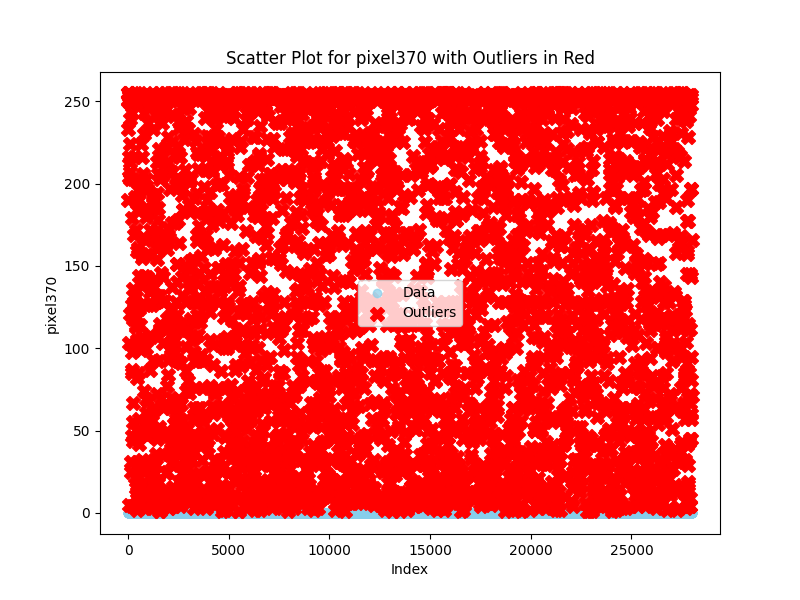 Scatter Plot for pixel370 with Outliers in Red
250
200
150
100
50
0
pixel370
Data
Outliers
0 5000 10000 15000 20000 25000
Index